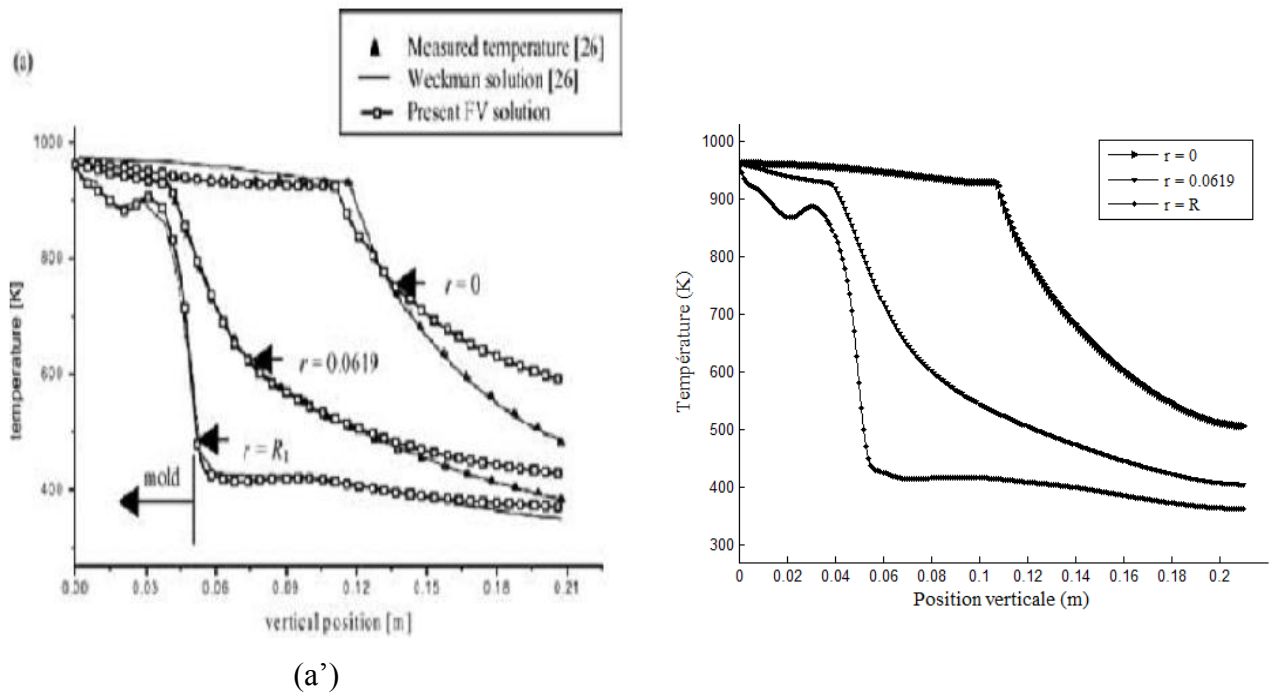 (a)
Measured temperature [26]
Weckman solution [26]
Present FV solution
1000
800
600
400
temperature [K]
r = 0
r = 0.0619
r = R₁
mold
0.00
0.03
0.06
0.09
0.12
0.15
0.18
0.21
vertical position [m]
(a’)
r = 0
r = 0.0619
r = R
1000
900
800
700
600
500
400
300
Température (K)
0
0.02
0.04
0.06
0.08
0.1
0.12
0.14
0.16
0.18
0.2
Position verticale (m)